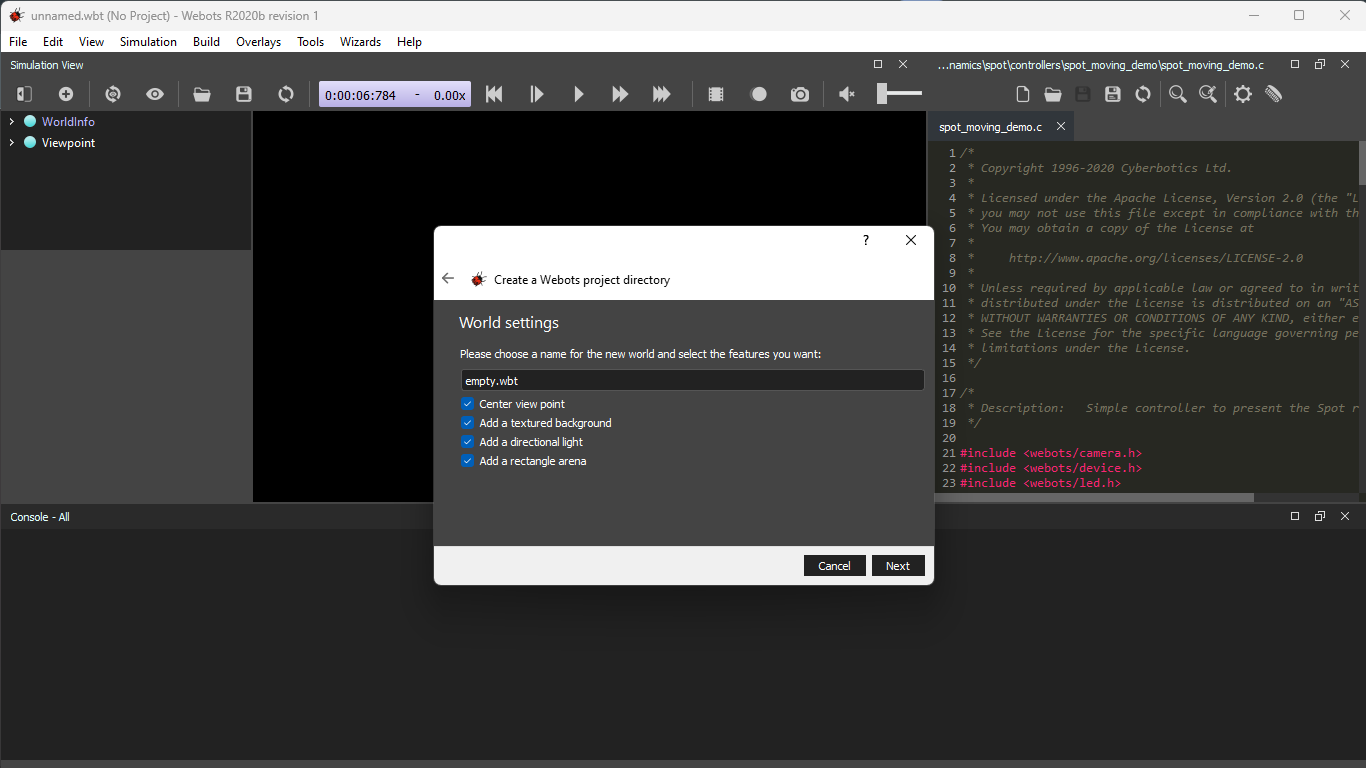 unnamed.wbt (No Project) - Webots R2020b revision 1
File Edit View Simulation Build Overlays Tools Wizards Help
Simulation View
...namics\spot\controllers\spot_moving_demo\spot_moving_demo.c
0:00:06:784 - 0.00x
WorldInfo
Viewpoint
spot_moving_demo.c
1 /*
2 * Copyright 1996-2020 Cyberbotics Ltd.
3 *
4 * Licensed under the Apache License, Version 2.0 (the "L
5 * you may not use this file except in compliance with th
6 * You may obtain a copy of the License at
7 *
8 * http://www.apache.org/licenses/LICENSE-2.0
9 *
10 * Unless required by applicable law or agreed to in writ
11 * distributed under the License is distributed on an "AS
12 * WITHOUT WARRANTIES OR CONDITIONS OF ANY KIND, either e
13 * See the License for the specific language governing pe
14 * limitations under the License.
15 */
16
17 /*
18 * Description: Simple controller to present the Spot r
19 */
20
21 #include <webots/camera.h>
22 #include <webots/device.h>
23 #include <webots/led.h>
?
Create a Webots project directory
World settings
Please choose a name for the new world and select the features you want:
empty.wbt
Center view point
Add a textured background
Add a directional light
Add a rectangle arena
Cancel Next
Console - All